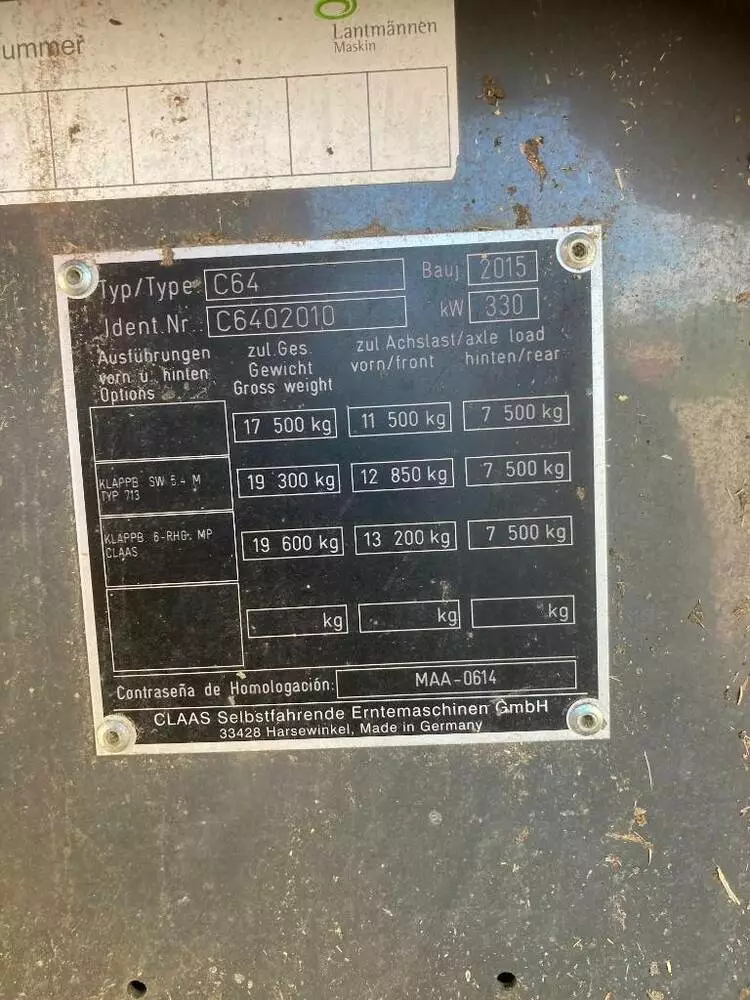 ummer
Lantmännen
Maskin
Typ/Type C64 Bauj 2015
Ident.Nr.: C6402010 kW 330
Ausführungen
vorn u. hinten
Options
zul.Ges.
Gewicht
Gross weight
zul Achslast/axle load
vorn/front hinten/rear
17 500 kg 11 500 kg 7 500 kg
KLAPPB SW 5.4 M
TYP 713
19 300 kg 12 850 kg 7 500 kg
KLAPPB 6-RHG. MP
CLAAS
19 600 kg 13 200 kg 7 500 kg
kg kg kg
Contraseña de Homologación: MAA-0614
CLAAS Selbstfahrende Erntemaschinen GmbH
33428 Harsewinkel, Made in Germany